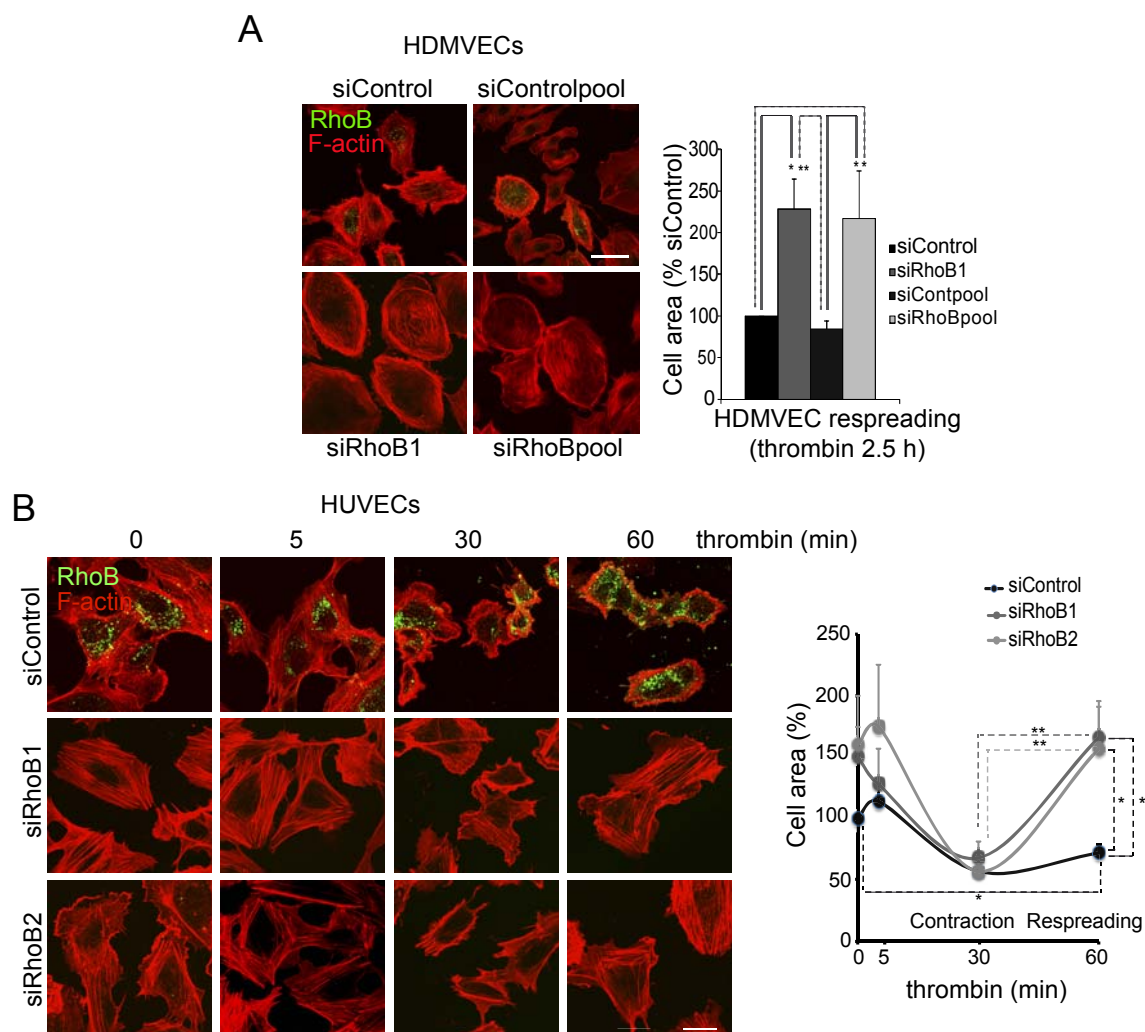 A
HDMVECs
siControl siControlpool
RhoB
F-actin
siRhoB1 siRhoBpool
Cell area (% siControl)
300
250
200
150
100
50
0
* **
**
siControl
siRhoB1
siContpool
siRhoBpool
HDMVEC respreading
(thrombin 2.5 h)
B
HUVECs
0 5 30 60 thrombin (min)
RhoB
F-actin
siControl
siRhoB1
siRhoB2
siControl
siRhoB1
siRhoB2
Cell area (%)
250
200
150
100
50
0
**
**
*
*
*
Contraction Respreading
0 5 30 60
thrombin (min)